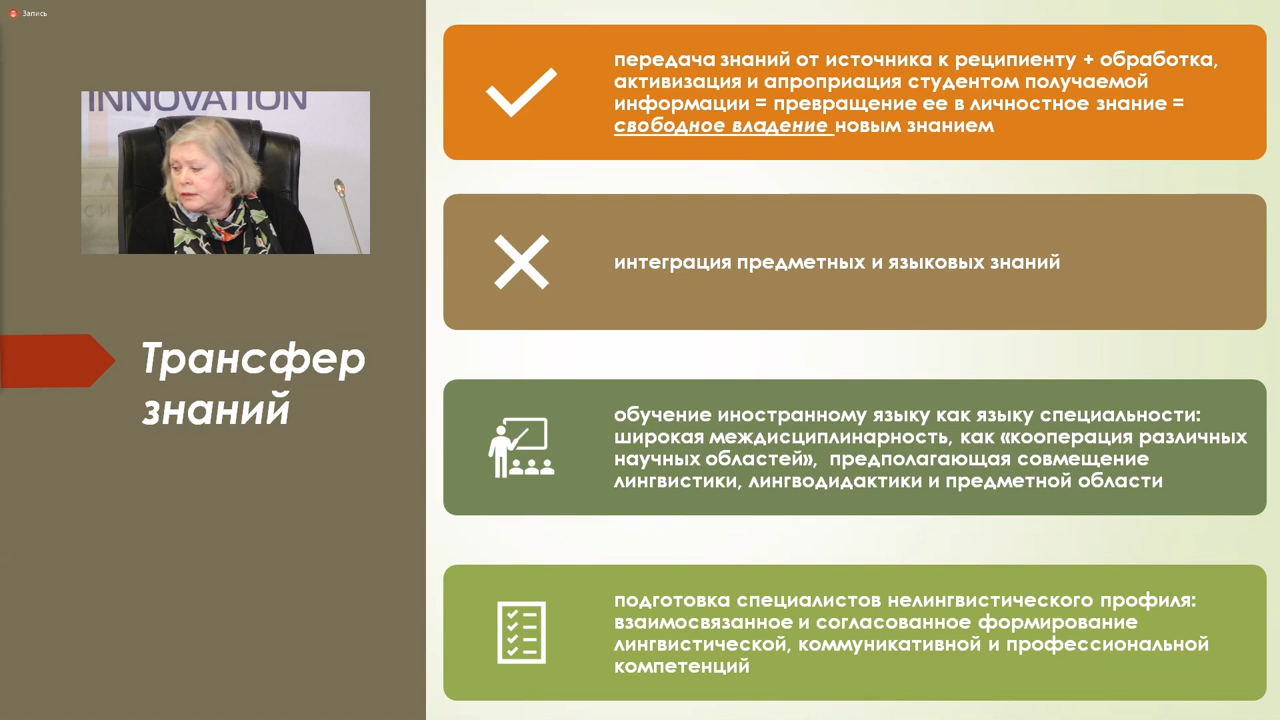 Запись
INNOVATION
Трансфер
знаний
передача знаний от источника к реципиенту + обработка,
активизация и апроприация студентом получаемой
информации = превращение ее в личностное знание =
свободное владение новым знанием
интеграция предметных и языковых знаний
обучение иностранному языку как языку специальности:
широкая междисциплинарность, как «кооперация различных
научных областей», предполагающая совмещение
лингвистики, лингводидактики и предметной области
подготовка специалистов нелингвистического профиля:
взаимосвязанное и согласованное формирование
лингвистической, коммуникативной и профессиональной
компетенций